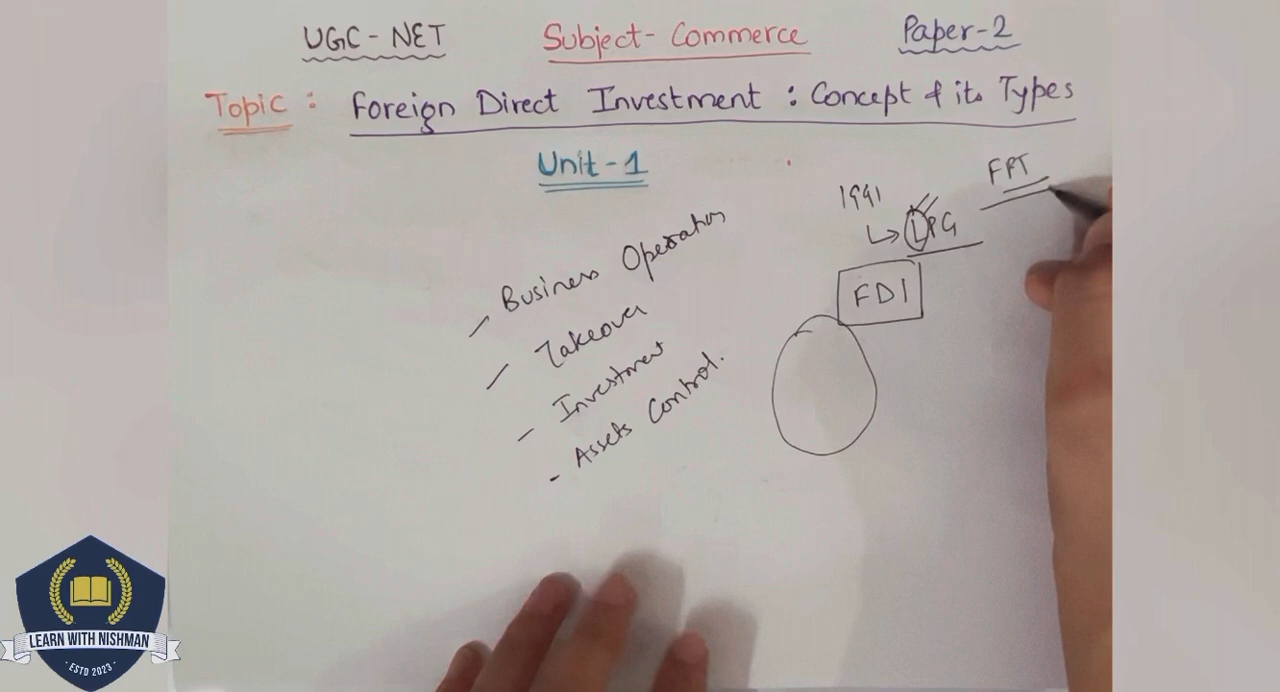 UGC-NET Subject- Commerce Paper-2
Topic : Foreign Direct Investment : Concept & its Types
Unit-1
FPI
1991
↳ LPG
FDI
- Business Operation
- Takeover
- Investment
- Assets Control.
LEARN WITH NISHMAN
· ESTD 2023 ·